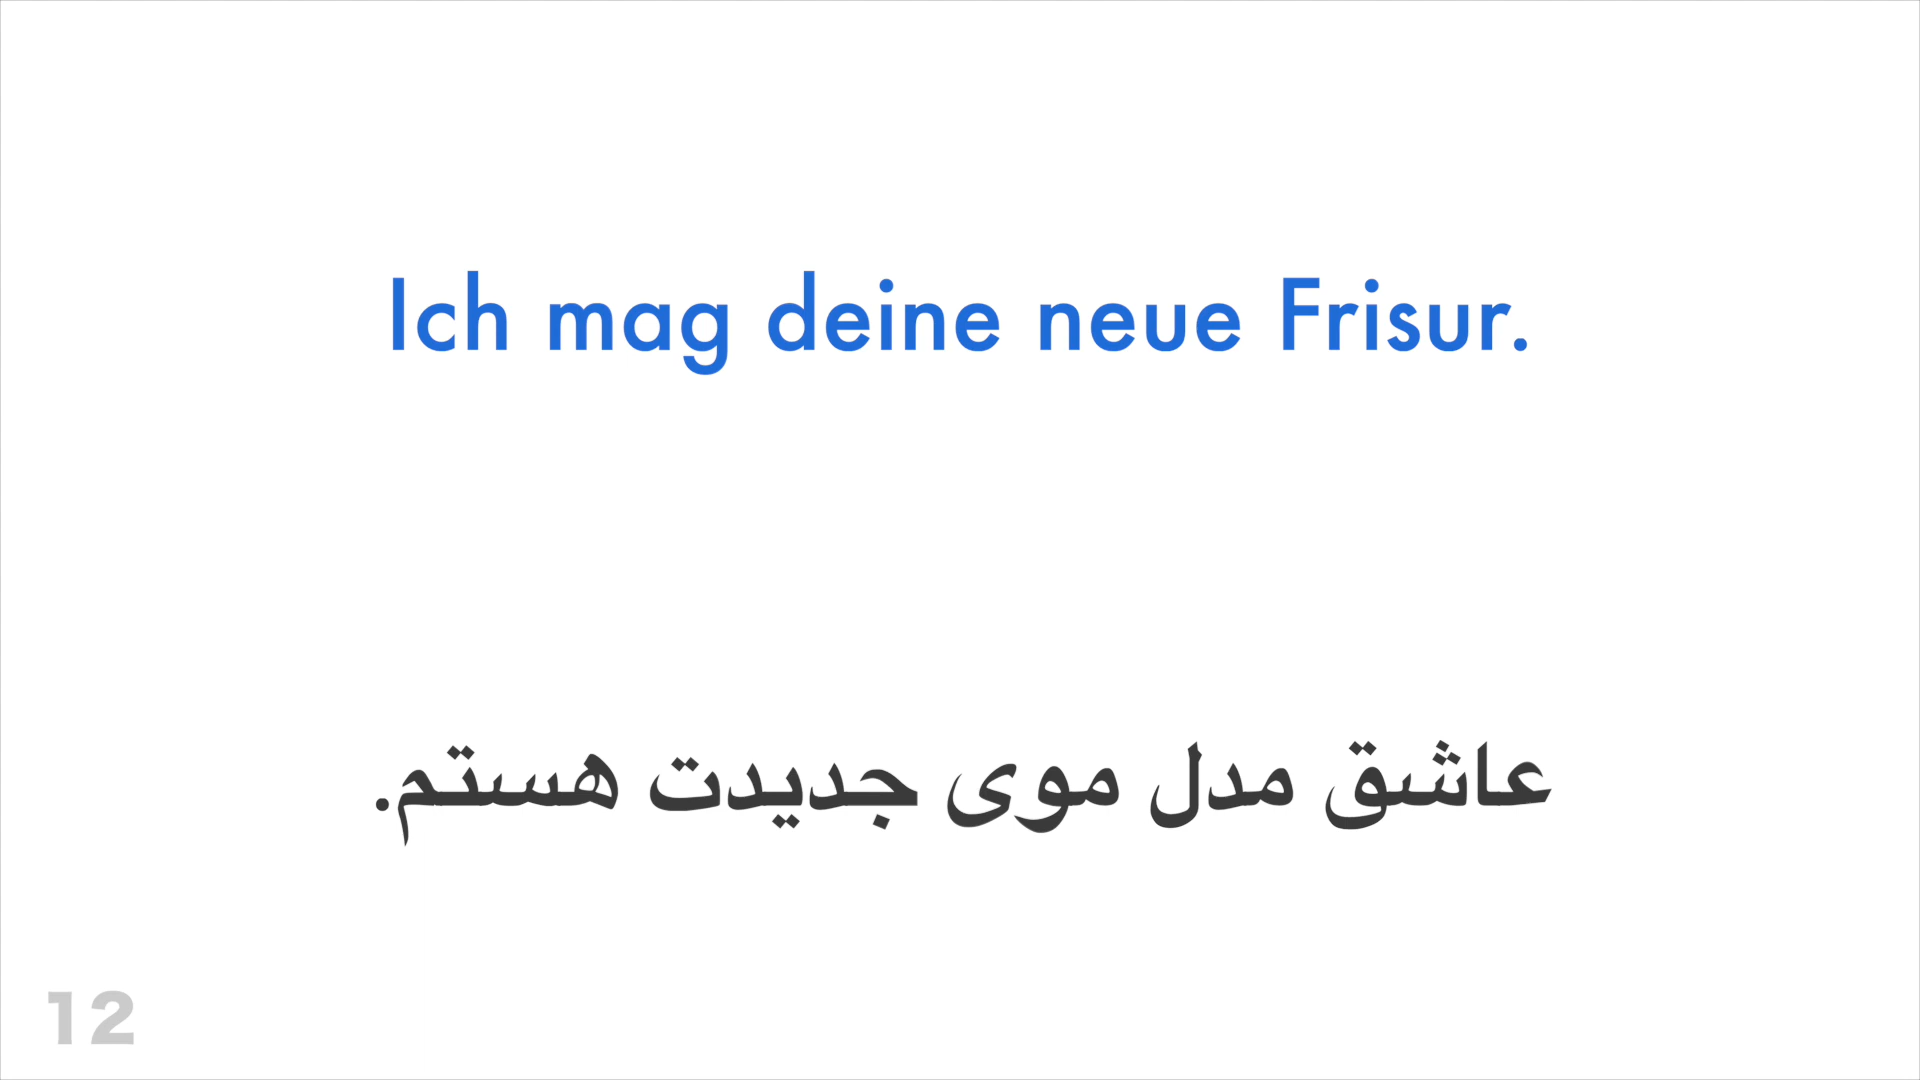 Ich mag deine neue Frisur.
عاشق مدل موی جدیدت هستم.
12